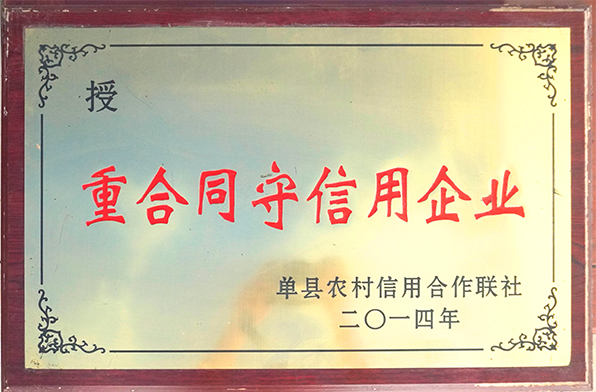 授
重合同守信用企业
单县农村信用合作联社
二〇一四年